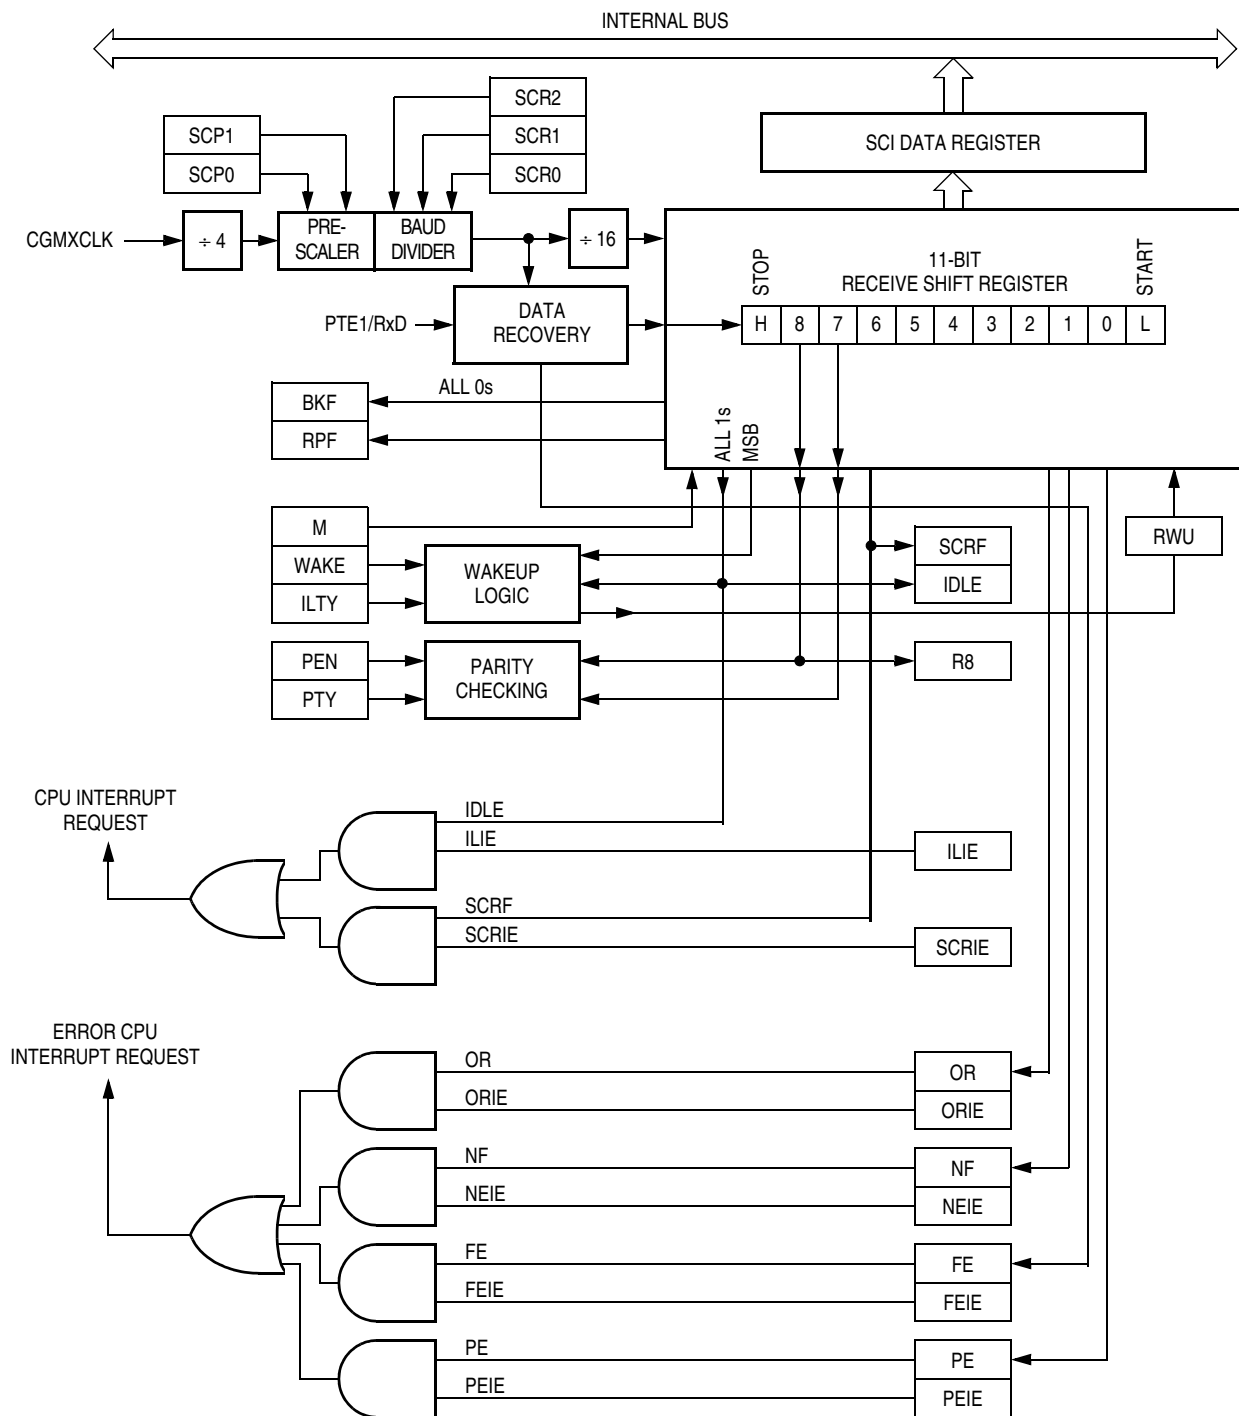 INTERNAL BUS
SCR2
SCR1
SCR0
SCP1
SCP0
SCI DATA REGISTER
CGMXCLK
÷ 4
PRE-
SCALER
BAUD
DIVIDER
÷ 16
STOP
11-BIT
RECEIVE SHIFT REGISTER
START
PTE1/RxD
DATA
RECOVERY
H 8 7 6 5 4 3 2 1 0 L
ALL 0s
BKF
RPF
ALL 1s
MSB
M
WAKE
ILTY
WAKEUP
LOGIC
SCRF
IDLE
RWU
PEN
PTY
PARITY
CHECKING
R8
CPU INTERRUPT
REQUEST
IDLE
ILIE
ILIE
SCRF
SCRIE
SCRIE
ERROR CPU
INTERRUPT REQUEST
OR
OR
ORIE
ORIE
NF
NF
NEIE
NEIE
FE
FE
FEIE
FEIE
PE
PE
PEIE
PEIE